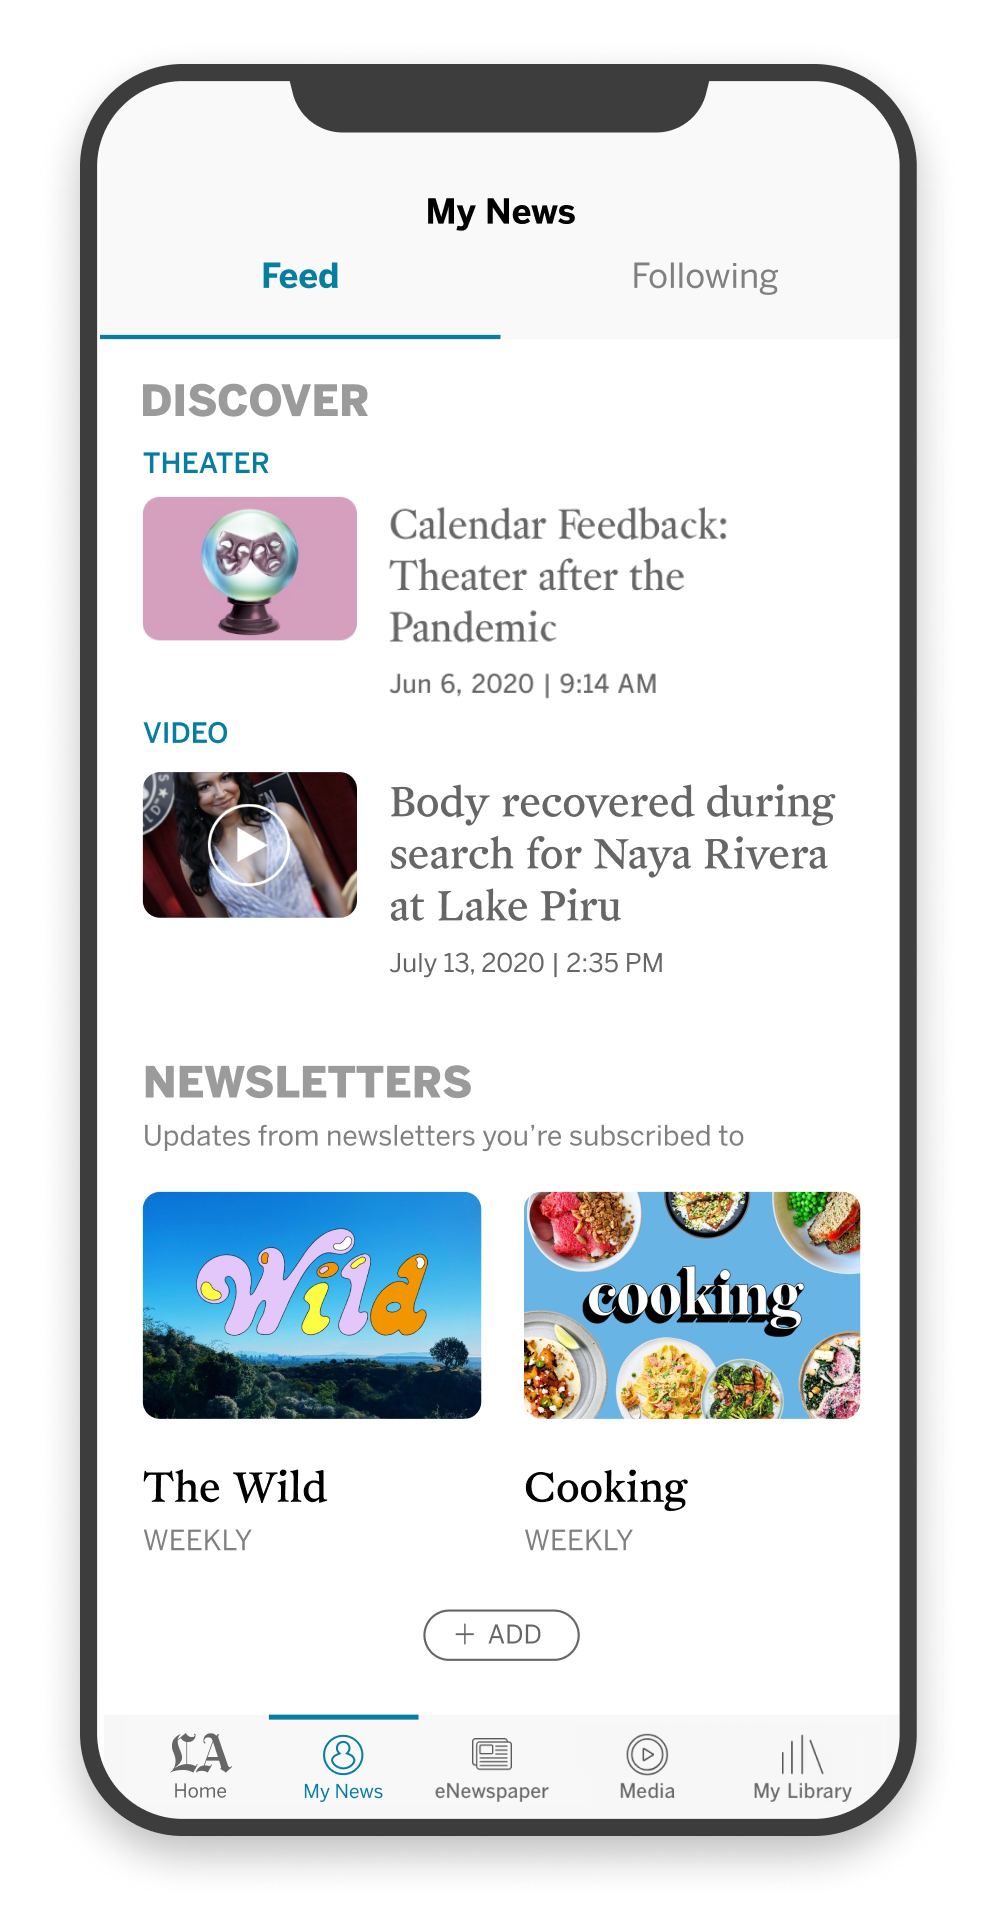 My News
Feed
Following
DISCOVER
THEATER
Calendar Feedback:
Theater after the
Pandemic
Jun 6, 2020 | 9:14 AM
VIDEO
Body recovered during
search for Naya Rivera
at Lake Piru
July 13, 2020 | 2:35 PM
NEWSLETTERS
Updates from newsletters you’re subscribed to
Wild
cooking
The Wild
Cooking
WEEKLY
WEEKLY
+ ADD
LA
Home
My News
eNewspaper
Media
My Library